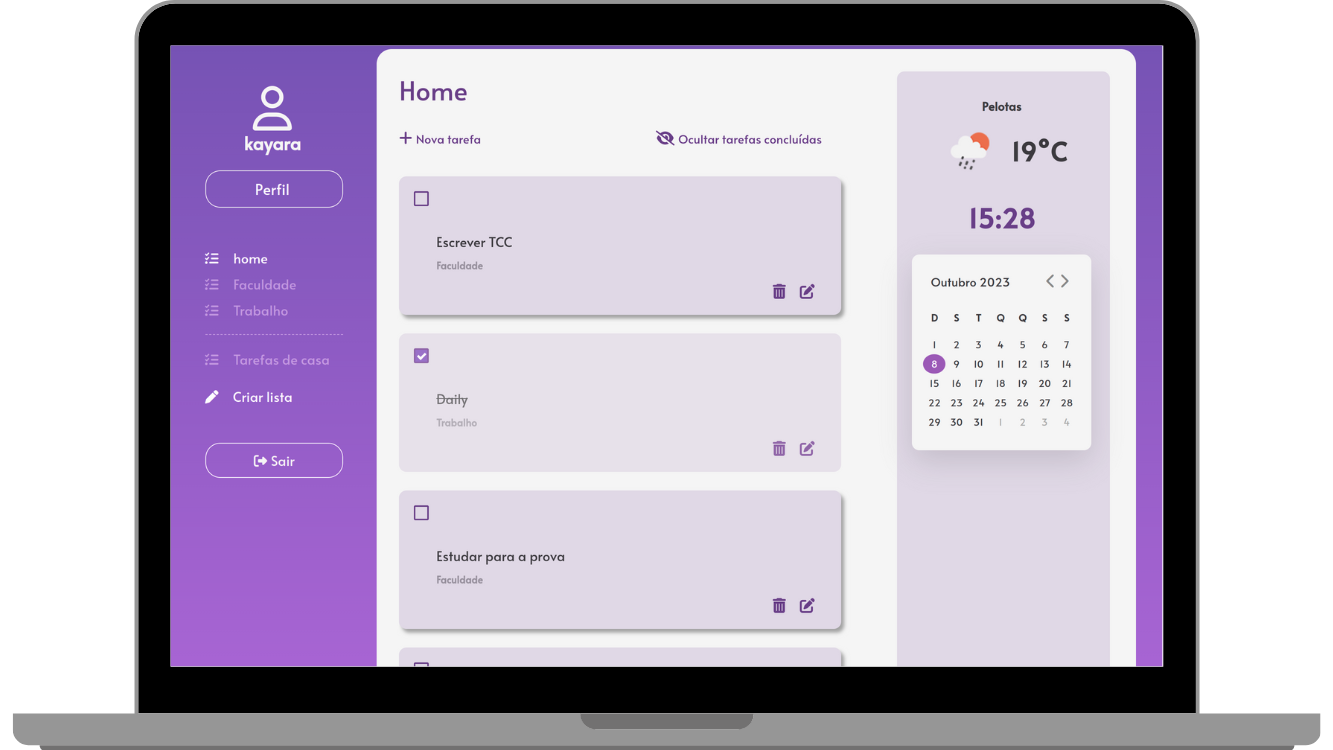 kayara
Perfil
home
Faculdade
Trabalho
Tarefas de casa
Criar lista
Sair
Home
Nova tarefa
Ocultar tarefas concluídas
Escrever TCC
Faculdade
Daily
Trabalho
Estudar para a prova
Faculdade
Pelotas
19°C
15:28
Outubro 2023
D S T Q Q S S
1 2 3 4 5 6 7
8 9 10 11 12 13 14
15 16 17 18 19 20 21
22 23 24 25 26 27 28
29 30 31 1 2 3 4